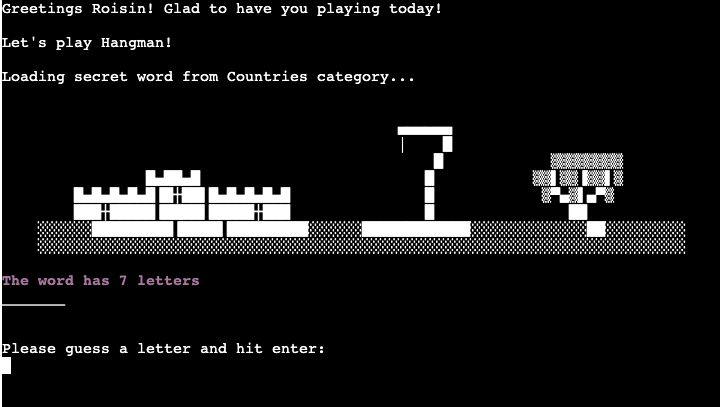 Greetings Roisin! Glad to have you playing today!
Let's play Hangman!
Loading secret word from Countries category...
The word has 7 letters
_______
Please guess a letter and hit enter: